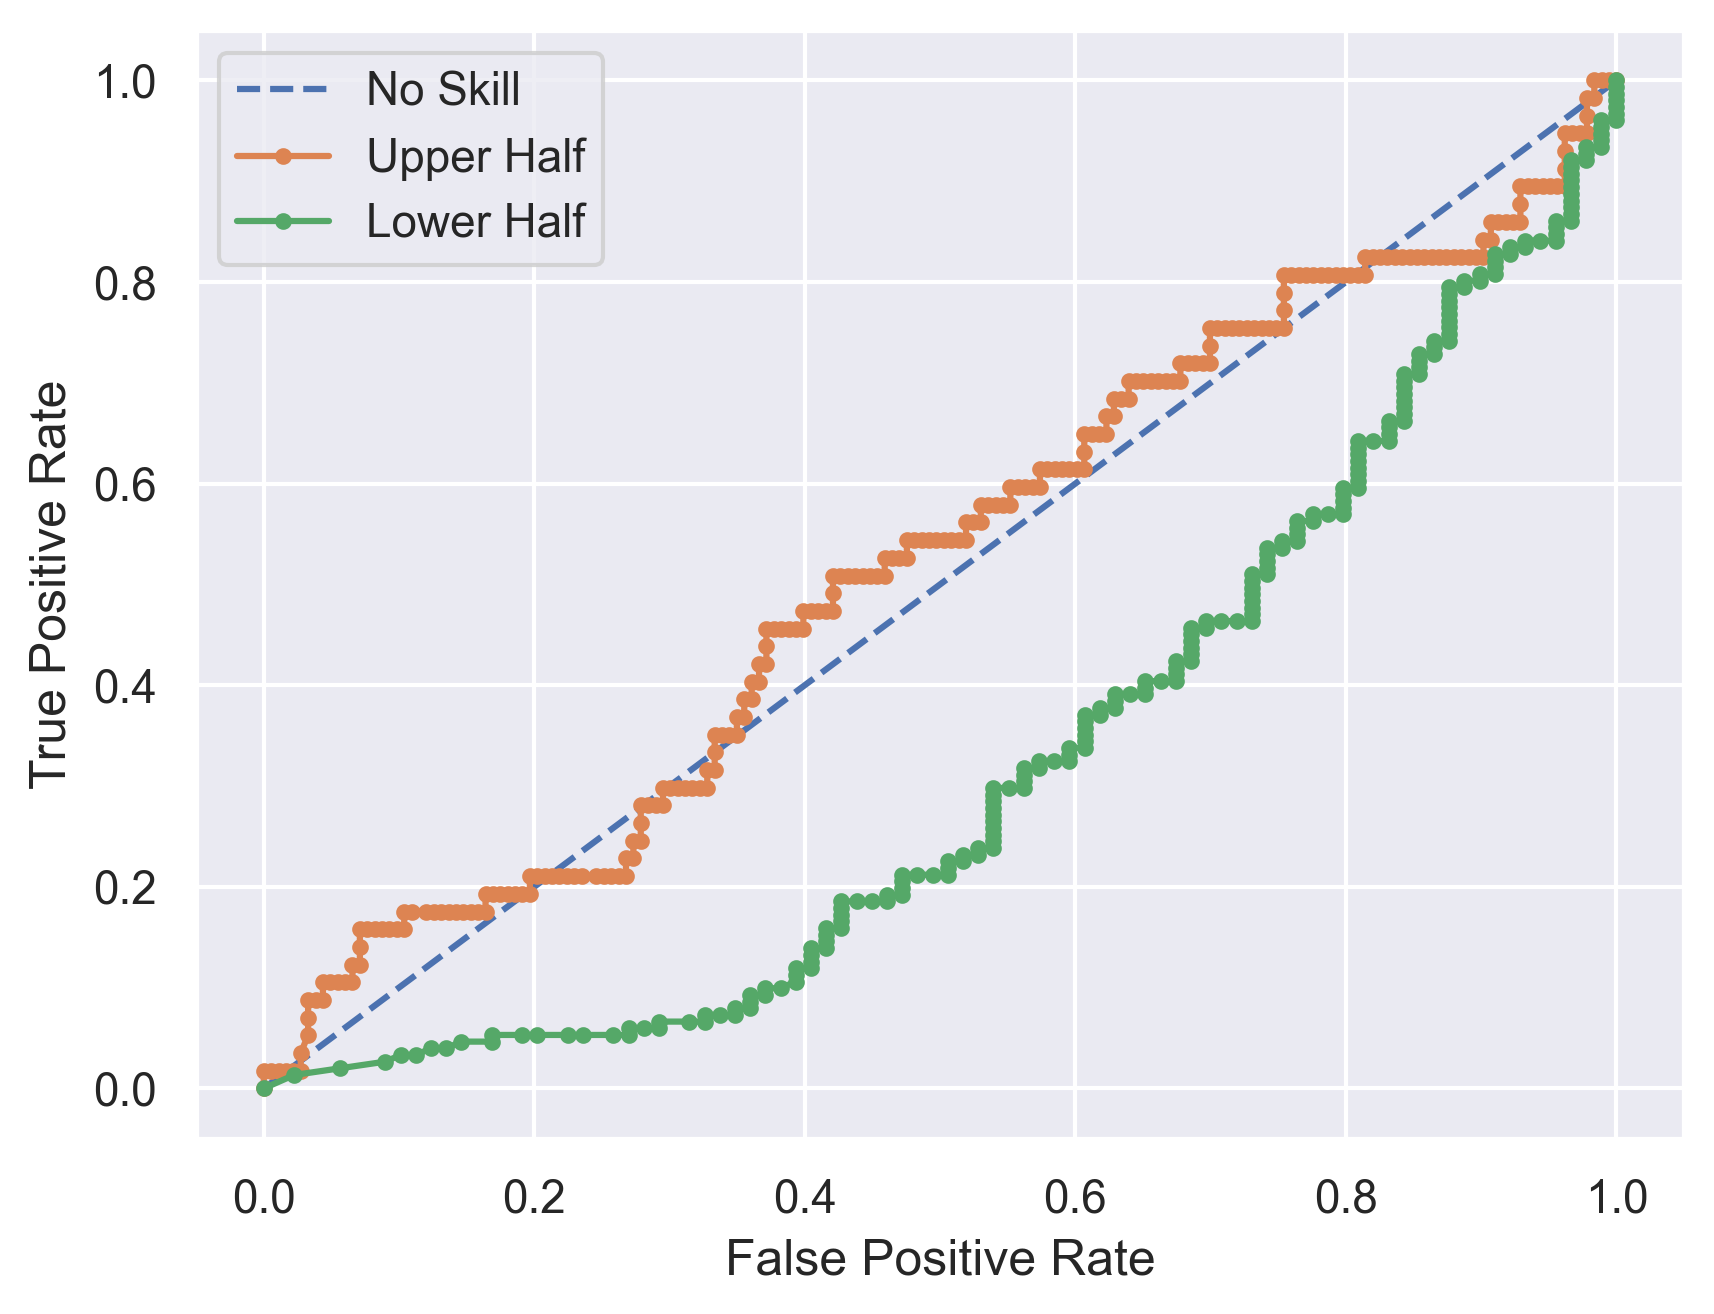 No Skill
Upper Half
Lower Half
1.0
0.8
0.6
0.4
0.2
0.0
True Positive Rate
0.0 0.2 0.4 0.6 0.8 1.0
False Positive Rate